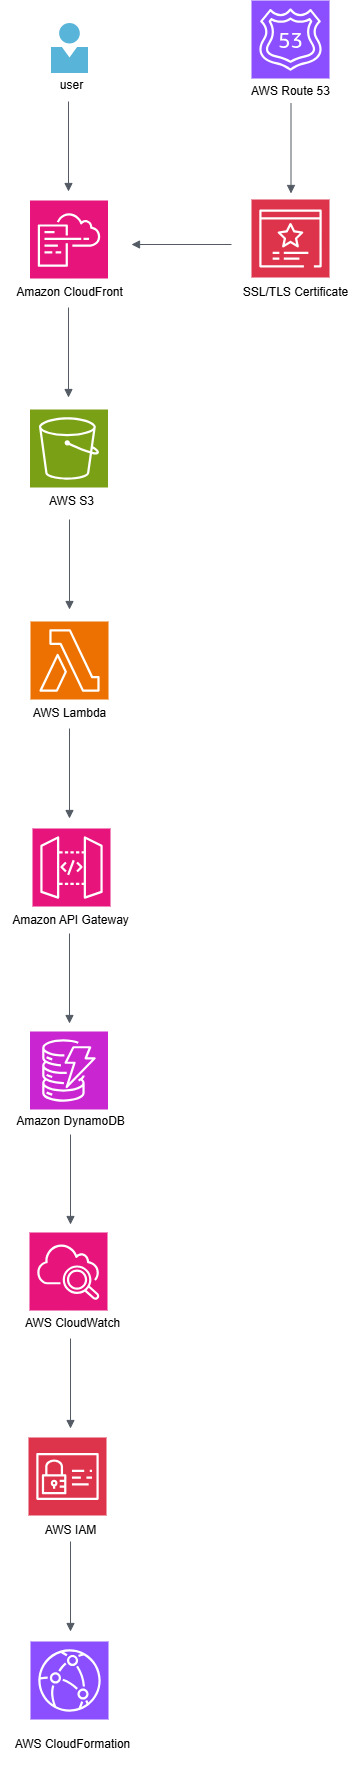 53
AWS Route 53
user
Amazon CloudFront
SSL/TLS Certificate
AWS S3
AWS Lambda
</>
Amazon API Gateway
Amazon DynamoDB
AWS CloudWatch
AWS IAM
AWS CloudFormation